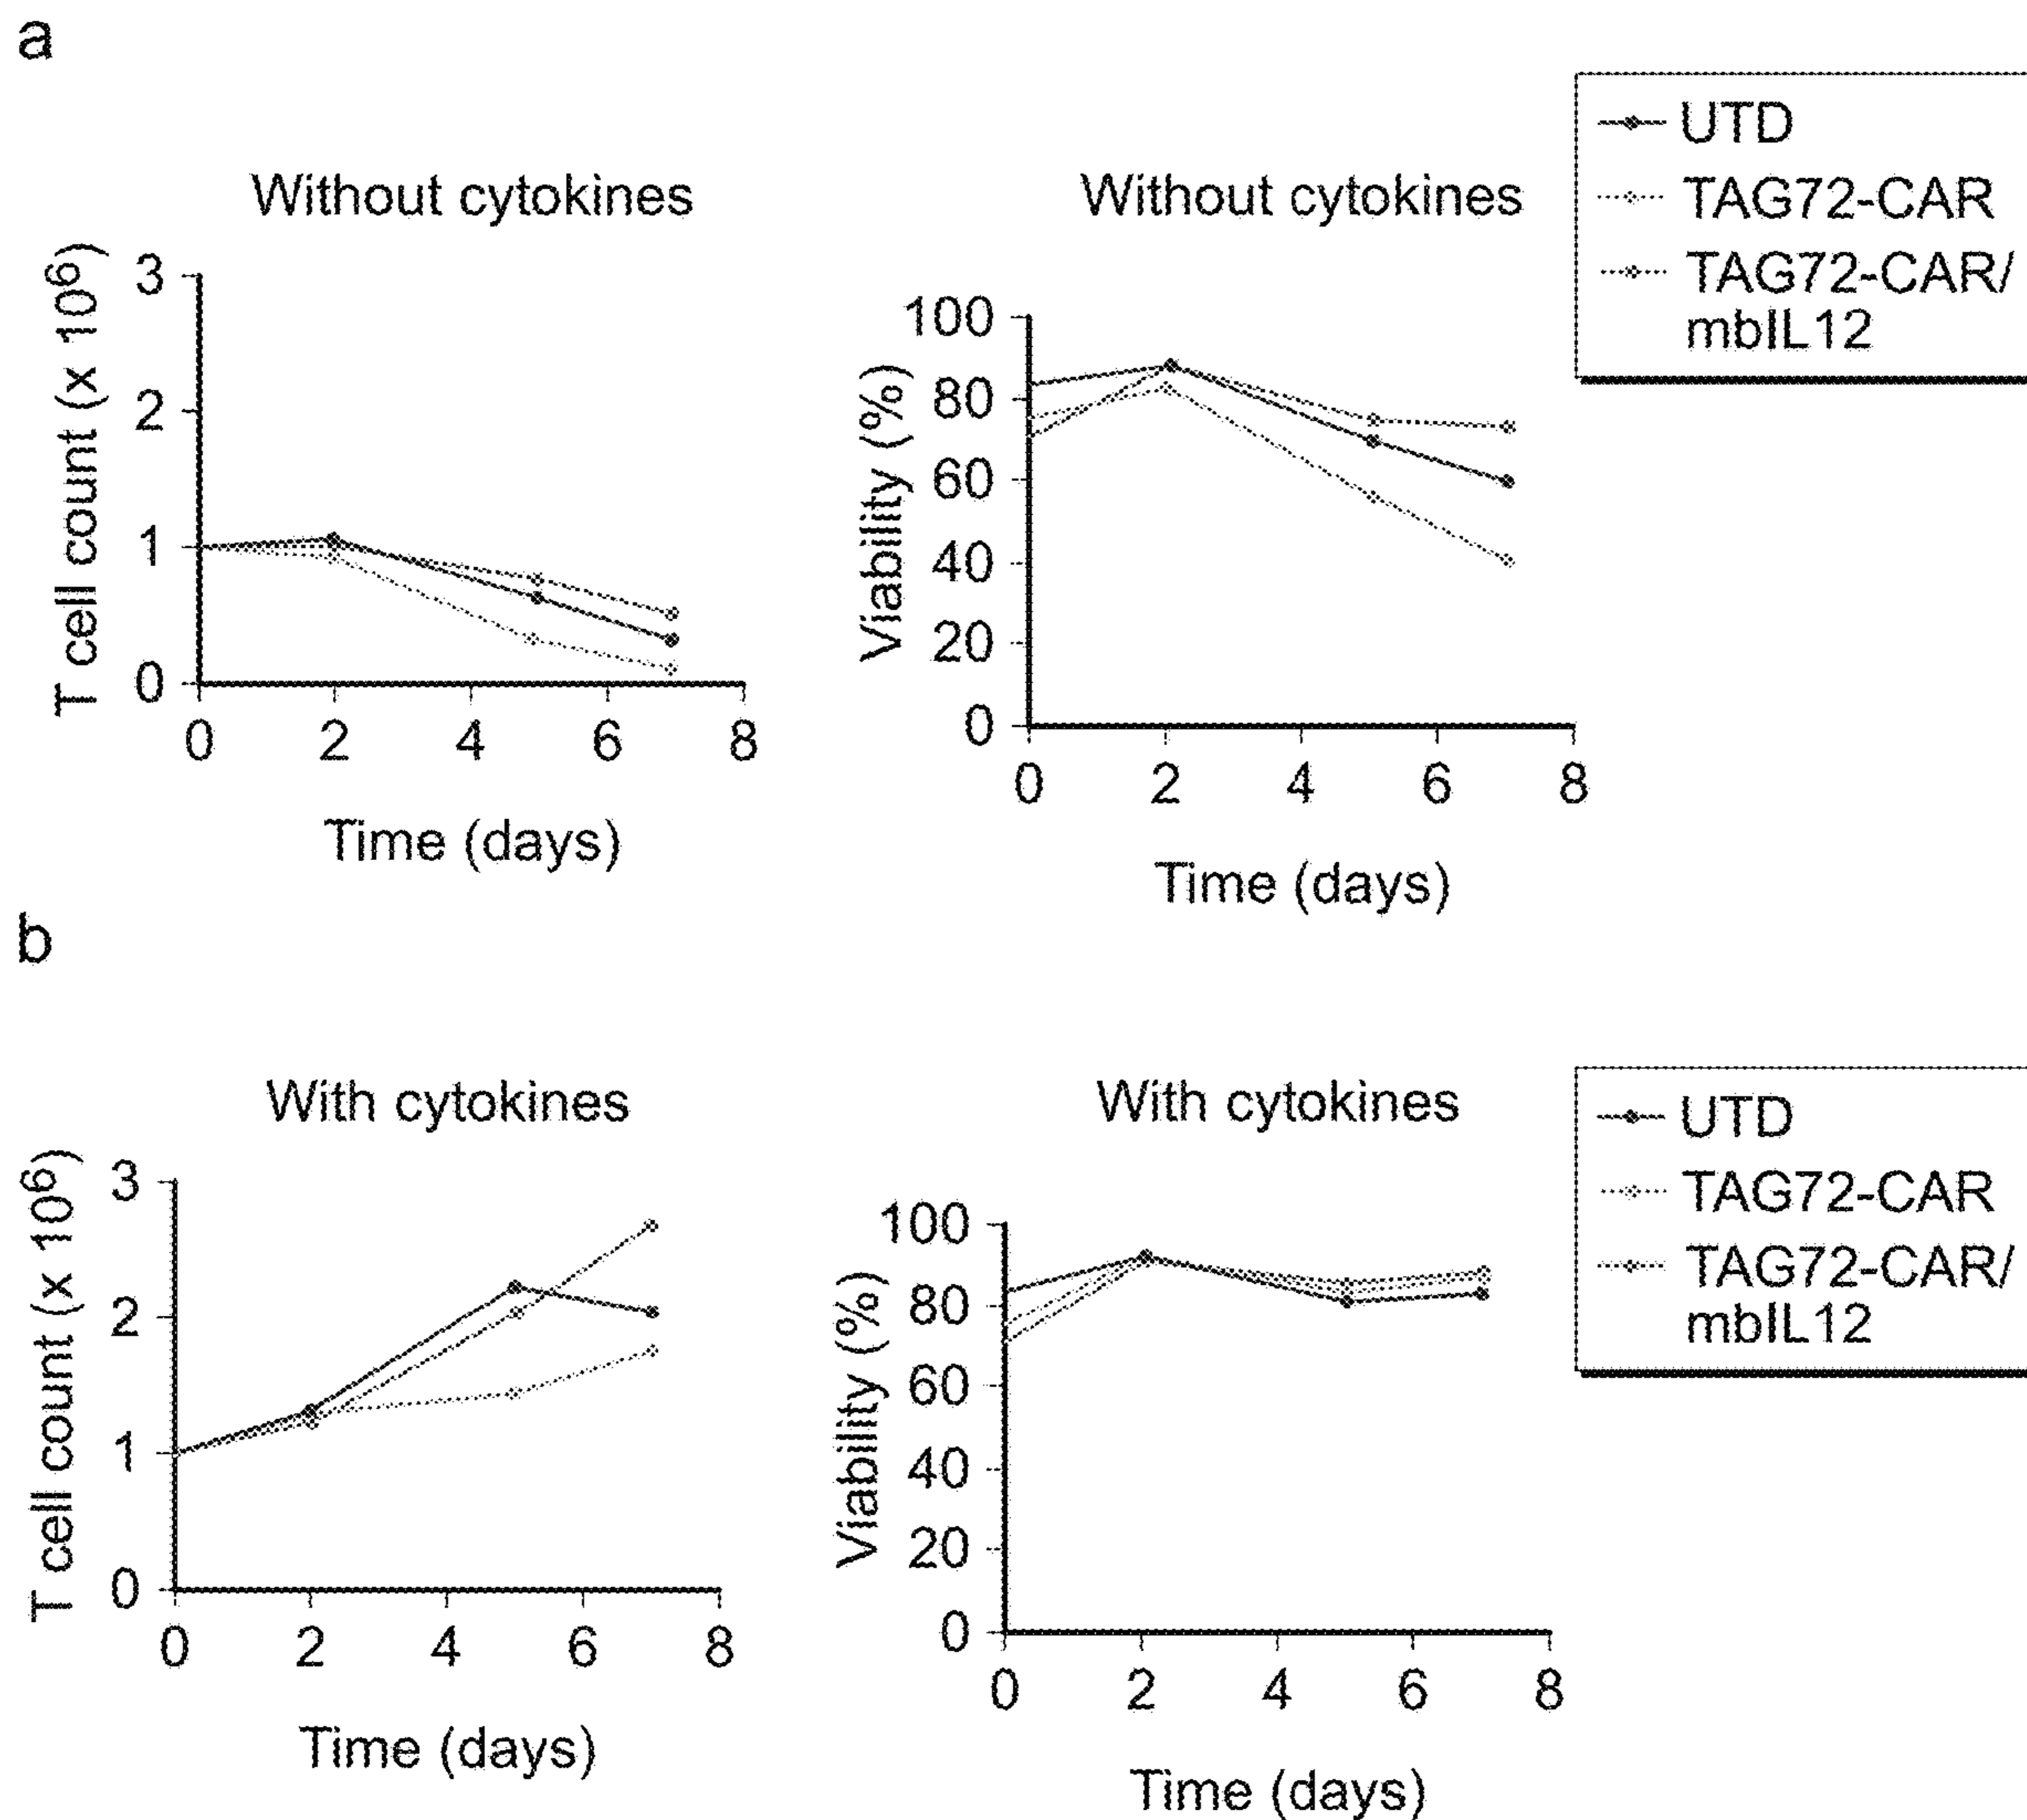 a
Without cytokines
T cell count (x 10⁶)
3
2
1
0
0 2 4 6 8
Time (days)
Without cytokines
Viability (%)
100
80
60
40
20
0
0 2 4 6 8
Time (days)
UTD
TAG72-CAR
TAG72-CAR/
mbIL12
b
With cytokines
T cell count (x 10⁶)
3
2
1
0
0 2 4 6 8
Time (days)
With cytokines
Viability (%)
100
80
60
40
20
0
0 2 4 6 8
Time (days)
UTD
TAG72-CAR
TAG72-CAR/
mbIL12